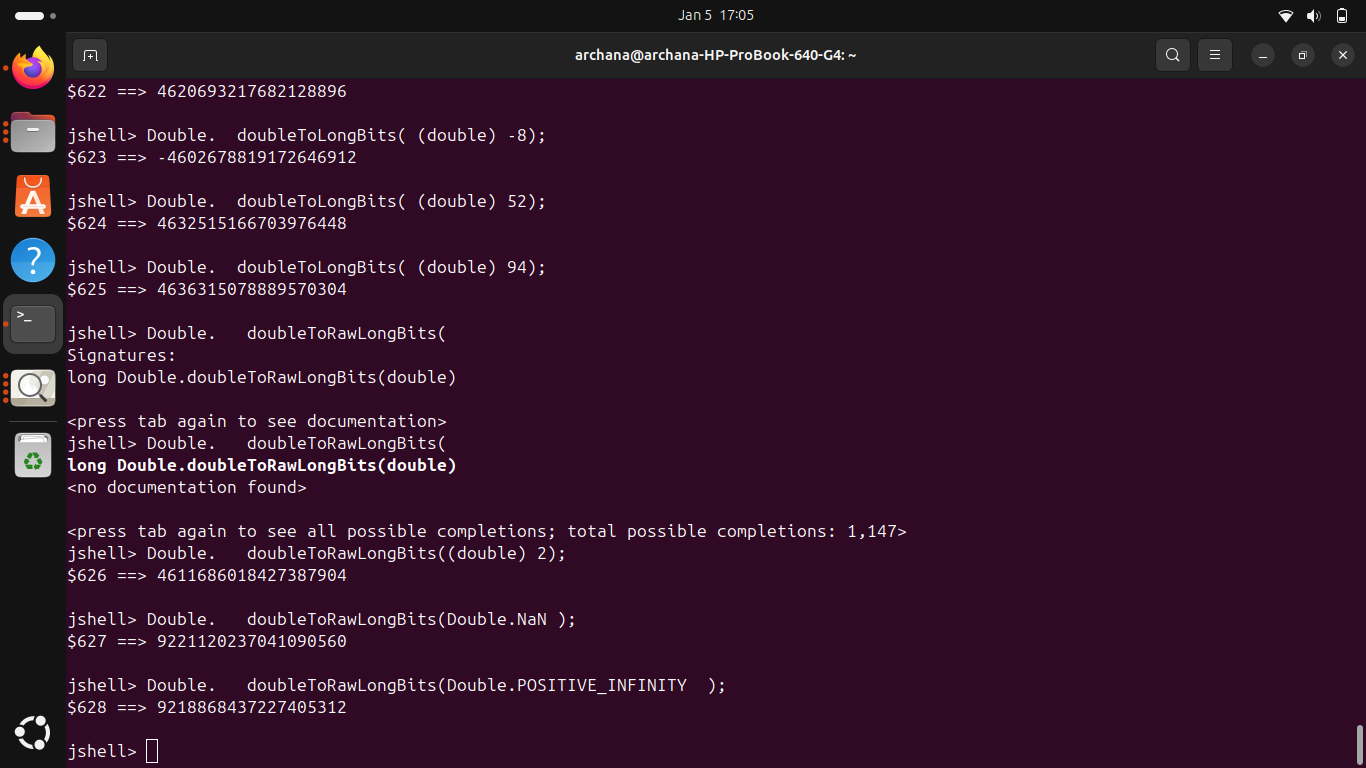 Jan 5 17:05
archana@archana-HP-ProBook-640-G4: ~
$622 ==> 4620693217682128896
jshell> Double.  doubleToLongBits( (double) -8);
$623 ==> -4602678819172646912
jshell> Double.  doubleToLongBits( (double) 52);
$624 ==> 4632515166703976448
jshell> Double.  doubleToLongBits( (double) 94);
$625 ==> 4636315078889570304
jshell> Double.   doubleToRawLongBits(
Signatures:
long Double.doubleToRawLongBits(double)
<press tab again to see documentation>
jshell> Double.   doubleToRawLongBits(
long Double.doubleToRawLongBits(double)
<no documentation found>
<press tab again to see all possible completions; total possible completions: 1,147>
jshell> Double.   doubleToRawLongBits((double) 2);
$626 ==> 4611686018427387904
jshell> Double.   doubleToRawLongBits(Double.NaN );
$627 ==> 9221120237041090560
jshell> Double.   doubleToRawLongBits(Double.POSITIVE_INFINITY  );
$628 ==> 9218868437227405312
jshell>